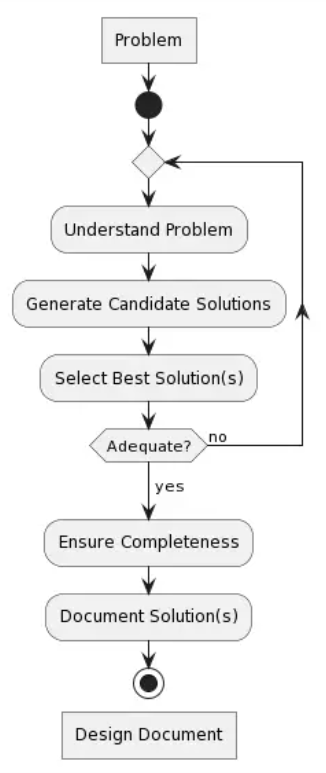 Problem
Understand Problem
Generate Candidate Solutions
Select Best Solution(s)
Adequate?
no
yes
Ensure Completeness
Document Solution(s)
Design Document